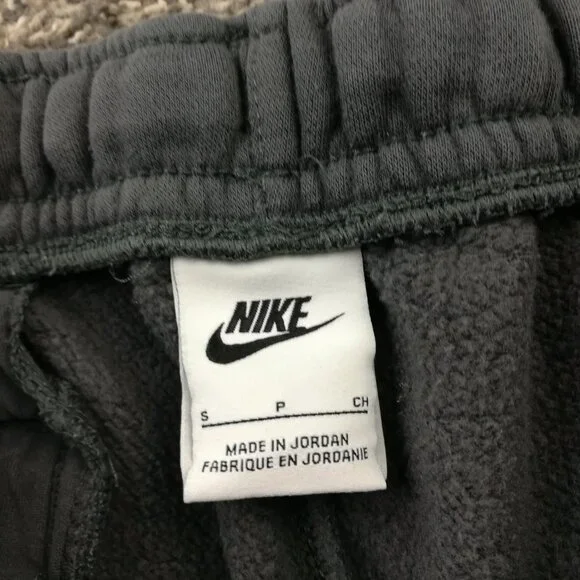 NIKE
S P CH
MADE IN JORDAN
FABRIQUE EN JORDANIE